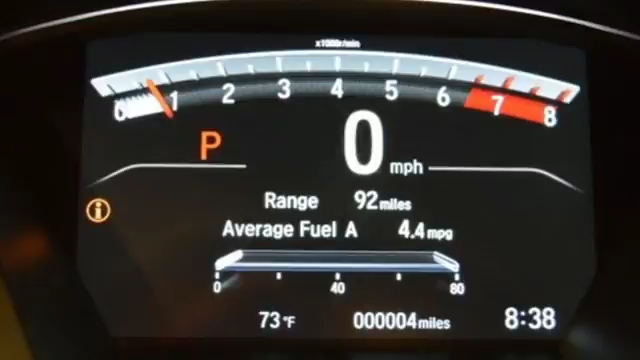 x1000r/min
0 1 2 3 4 5 6 7 8
P 0 mph
Range 92 miles
Average Fuel A 4.4 mpg
0 40 80
73 °F 000004 miles 8:38